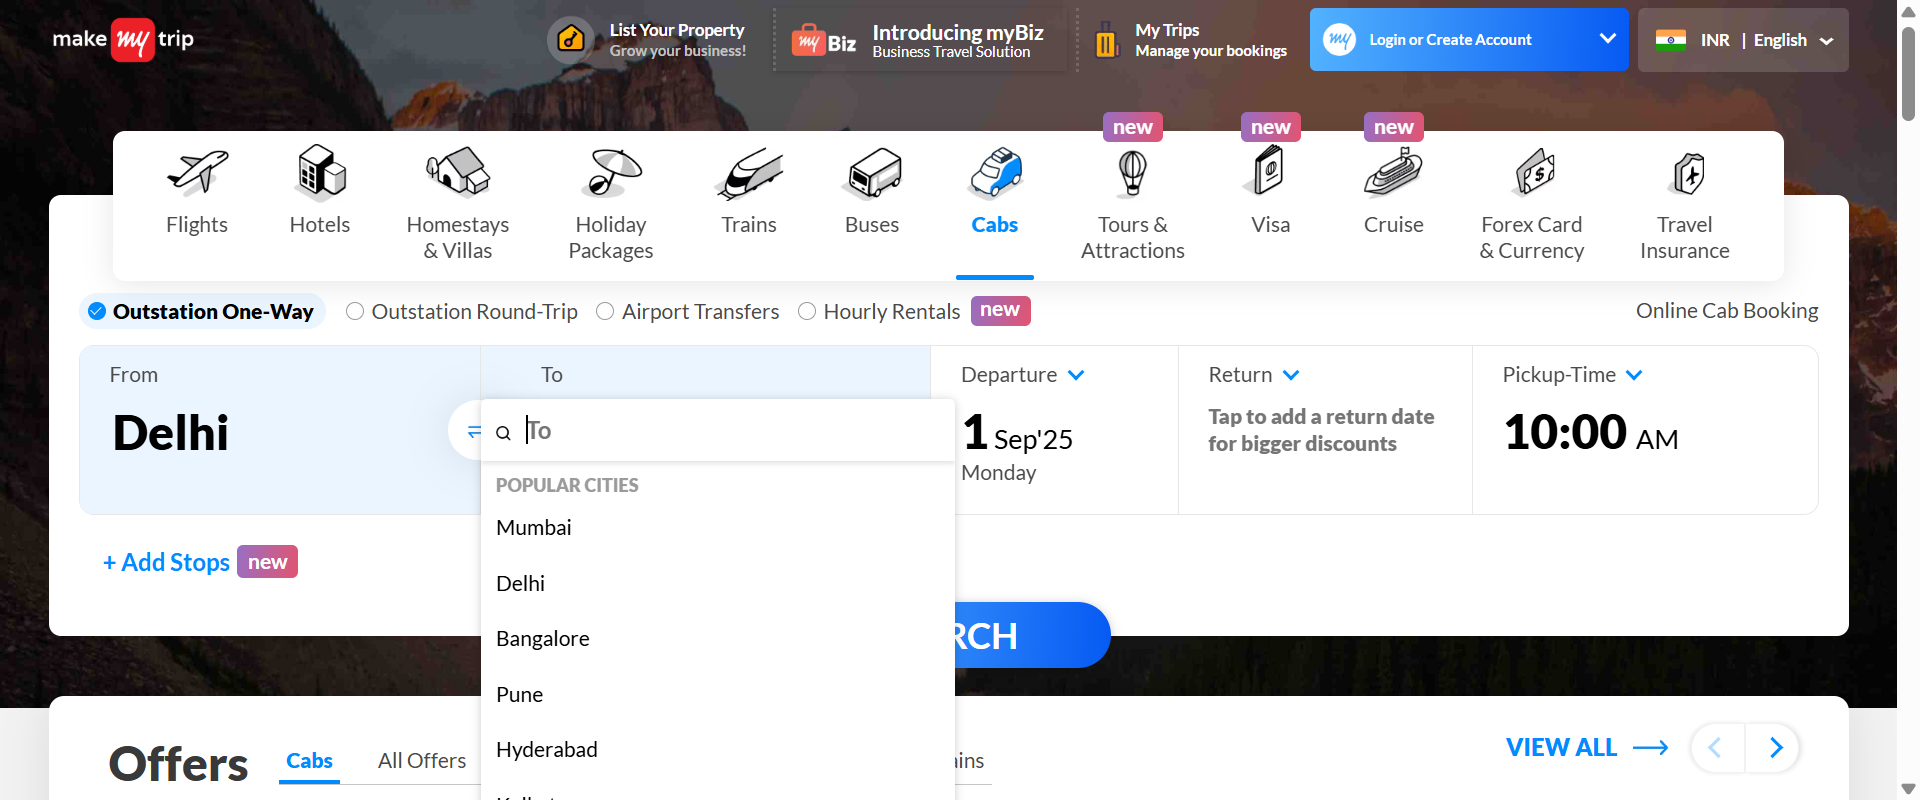 make my trip
List Your Property
Grow your business!
my Biz
Introducing myBiz
Business Travel Solution
My Trips
Manage your bookings
my
Login or Create Account
INR | English
new
new
new
Flights
Hotels
Homestays
& Villas
Holiday
Packages
Trains
Buses
Cabs
Tours &
Attractions
Visa
Cruise
Forex Card
& Currency
Travel
Insurance
Outstation One-Way
Outstation Round-Trip
Airport Transfers
Hourly Rentals
new
Online Cab Booking
From
Delhi
To
To
POPULAR CITIES
Mumbai
Delhi
Bangalore
Pune
Hyderabad
Departure
1 Sep'25
Monday
Return
Tap to add a return date
for bigger discounts
Pickup-Time
10:00 AM
+ Add Stops
new
RCH
Offers
Cabs
All Offers
ains
VIEW ALL